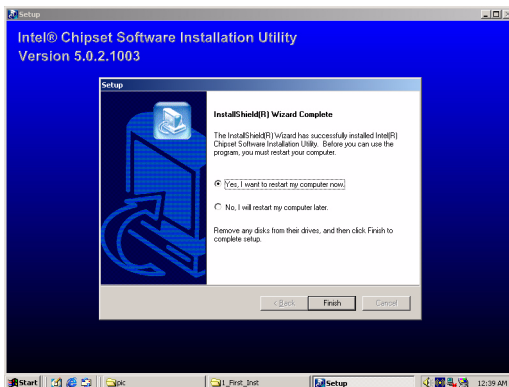 Setup
Intel® Chipset Software Installation Utility
Version 5.0.2.1003
Setup
InstallShield(R) Wizard Complete
The InstallShield(R) Wizard has successfully installed Intel(R)
Chipset Software Installation Utility. Before you can use the
program, you must restart your computer.
Yes, I want to restart my computer now.
No, I will restart my computer later.
Remove any disks from their drives, and then click Finish to
complete setup.
< Back
Finish
Cancel
Start
pic
1_First_Inst
Setup
12:39 AM